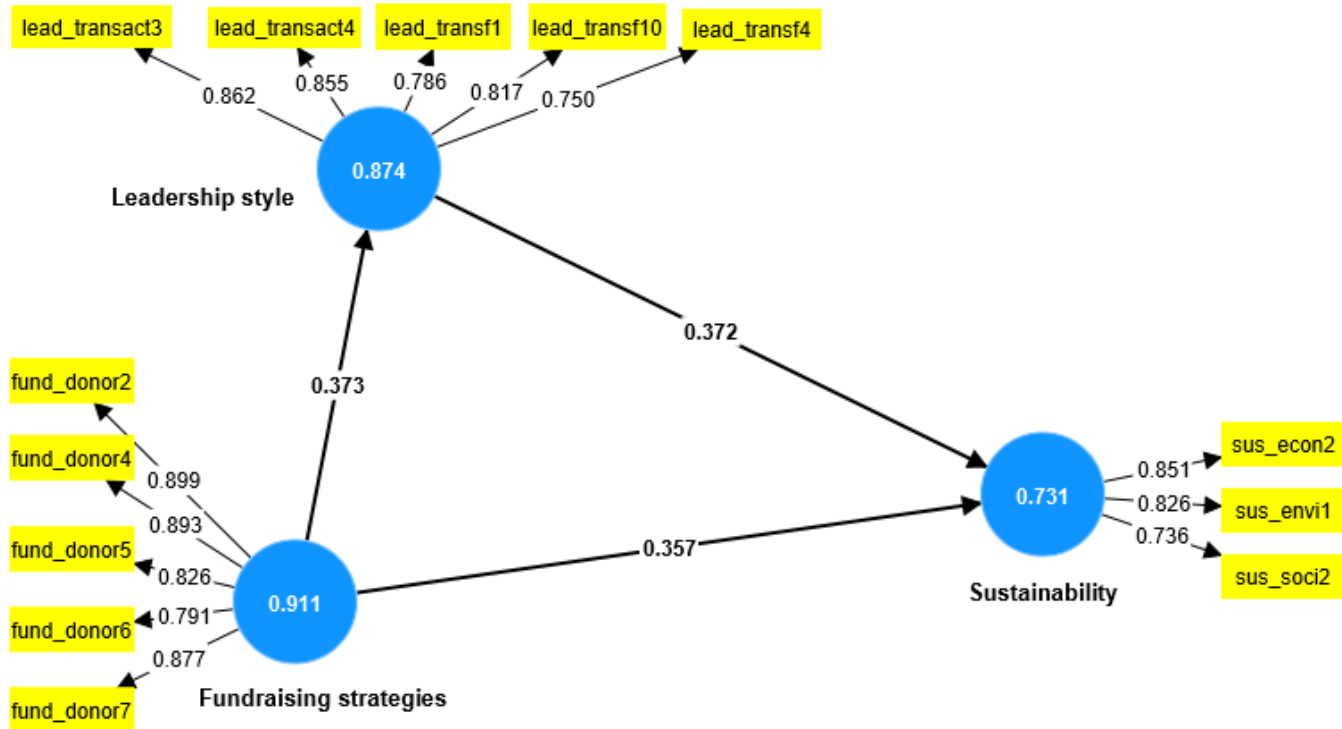 lead_transact3
lead_transact4
lead_transf1
lead_transf10
lead_transf4
0.862
0.855
0.786
0.817
0.750
0.874
Leadership style
0.372
0.373
fund_donor2
fund_donor4
fund_donor5
fund_donor6
fund_donor7
0.899
0.893
0.826
0.791
0.877
0.911
Fundraising strategies
0.357
0.731
Sustainability
0.851
0.826
0.736
sus_econ2
sus_envi1
sus_soci2